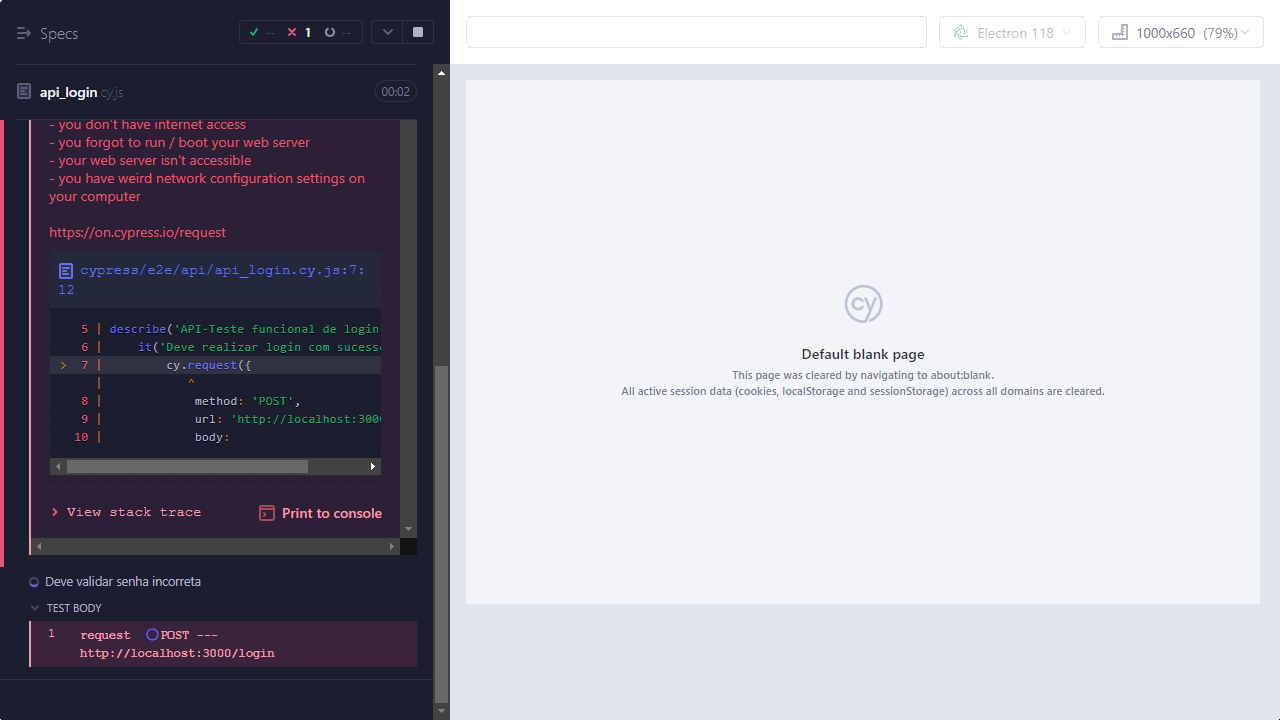 Specs
-- 1 --
Electron 118
1000x660 (79%)
api_login.cy.js
00:02
- you don't have internet access
- you forgot to run / boot your web server
- your web server isn't accessible
- you have weird network configuration settings on
your computer
https://on.cypress.io/request
cypress/e2e/api/api_login.cy.js:7:
12
5 | describe('API-Teste funcional de login
6 | it('Deve realizar login com sucesso
> 7 | cy.request({
| ^
8 | method: 'POST',
9 | url: 'http://localhost:3000
10 | body:
> View stack trace
Print to console
Deve validar senha incorreta
TEST BODY
1 request POST ---
http://localhost:3000/login
cy
Default blank page
This page was cleared by navigating to about:blank.
All active session data (cookies, localStorage and sessionStorage) across all domains are cleared.